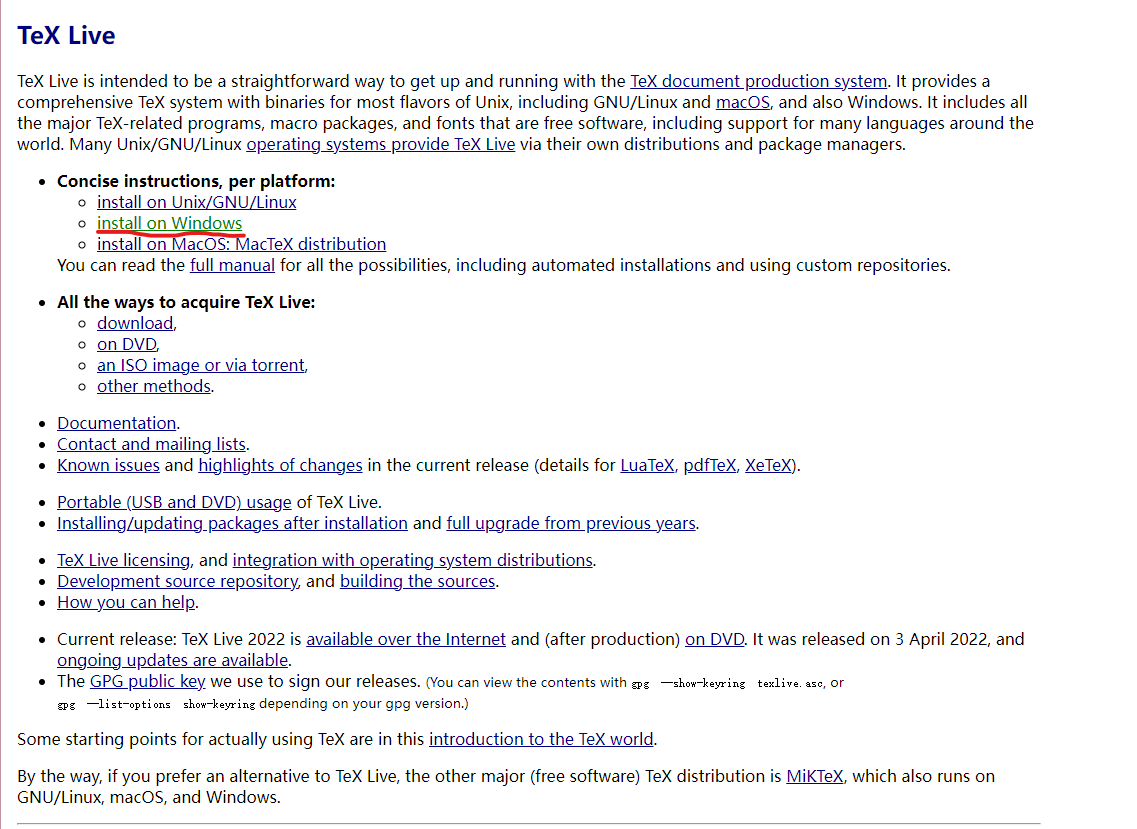 TeX Live
TeX Live is intended to be a straightforward way to get up and running with the TeX document production system. It provides a
comprehensive TeX system with binaries for most flavors of Unix, including GNU/Linux and macOS, and also Windows. It includes all
the major TeX-related programs, macro packages, and fonts that are free software, including support for many languages around the
world. Many Unix/GNU/Linux operating systems provide TeX Live via their own distributions and package managers.
• Concise instructions, per platform:
◦ install on Unix/GNU/Linux
◦ install on Windows
◦ install on MacOS: MacTeX distribution
You can read the full manual for all the possibilities, including automated installations and using custom repositories.
• All the ways to acquire TeX Live:
◦ download,
◦ on DVD,
◦ an ISO image or via torrent,
◦ other methods.
• Documentation.
• Contact and mailing lists.
• Known issues and highlights of changes in the current release (details for LuaTeX, pdfTeX, XeTeX).
• Portable (USB and DVD) usage of TeX Live.
• Installing/updating packages after installation and full upgrade from previous years.
• TeX Live licensing, and integration with operating system distributions.
• Development source repository, and building the sources.
• How you can help.
• Current release: TeX Live 2022 is available over the Internet and (after production) on DVD. It was released on 3 April 2022, and
ongoing updates are available.
• The GPG public key we use to sign our releases. (You can view the contents with gpg --show-keyring texlive.asc, or
gpg --list-options show-keyring depending on your gpg version.)
Some starting points for actually using TeX are in this introduction to the TeX world.
By the way, if you prefer an alternative to TeX Live, the other major (free software) TeX distribution is MiKTeX, which also runs on
GNU/Linux, macOS, and Windows.